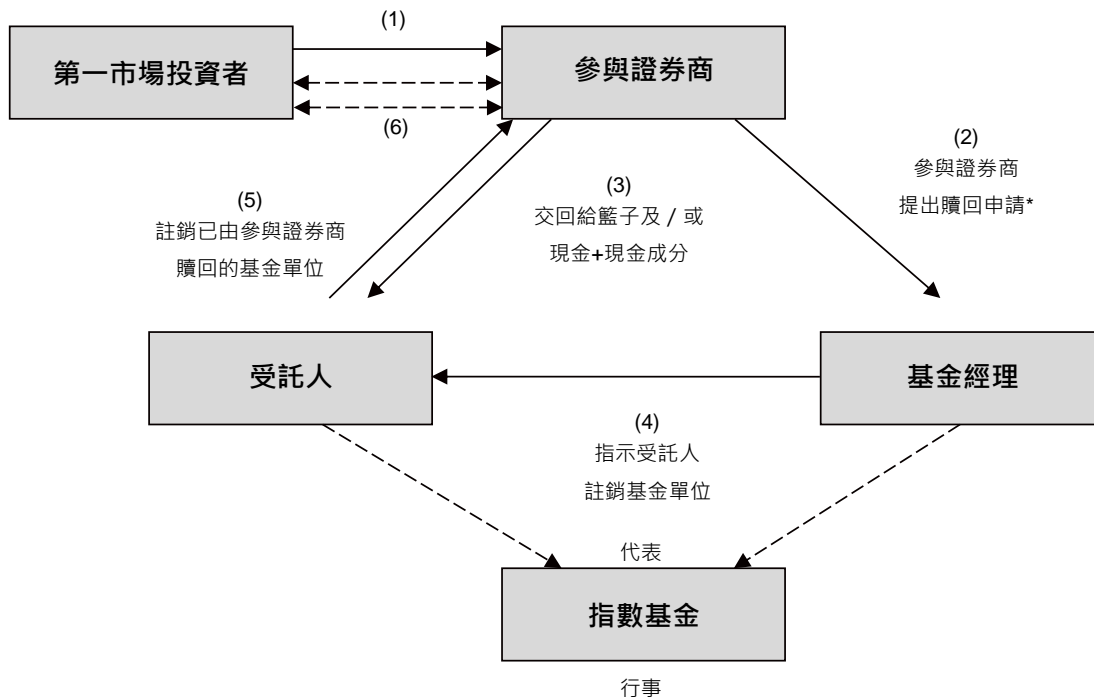 (1)
第一市場投資者
參與證券商
(6)
(2)
參與證券商
提出贖回申請*
(5)
註銷已由參與證券商
贖回的基金單位
(3)
交回給籃子及 / 或
現金+現金成分
受託人
基金經理
(4)
指示受託人
註銷基金單位
代表
指數基金
行事